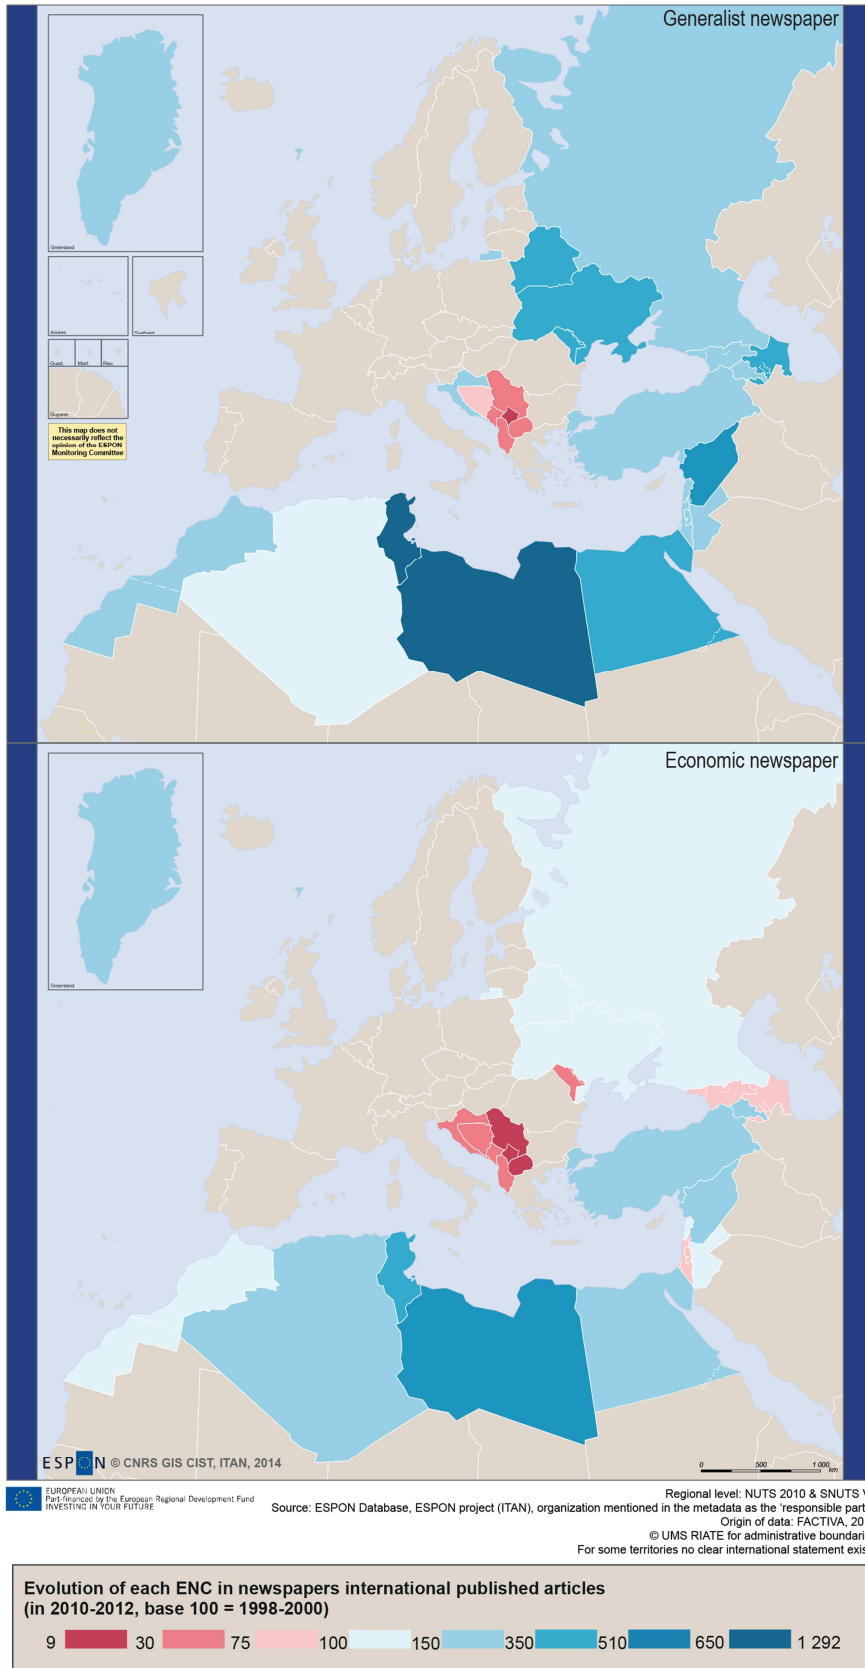 Generalist newspaper
Greenland
Azores
Guad.
Mart.
Reu.
Guyane
This map does not
necessarily reflect the
opinion of the ESPON
Monitoring Committee
Economic newspaper
Greenland
ESPON © CNRS GIS CIST, ITAN, 2014
0 500 1 000
km
EUROPEAN UNION
Part-financed by the European Regional Development Fund
INVESTING IN YOUR FUTURE
Regional level: NUTS 2010 & SNUTS V
Source: ESPON Database, ESPON project (ITAN), organization mentioned in the metadata as the 'responsible part
Origin of data: FACTIVA, 20
© UMS RIATE for administrative boundari
For some territories no clear international statement exis
Evolution of each ENC in newspapers international published articles
(in 2010-2012, base 100 = 1998-2000)
9 30 75 100 150 350 510 650 1 292